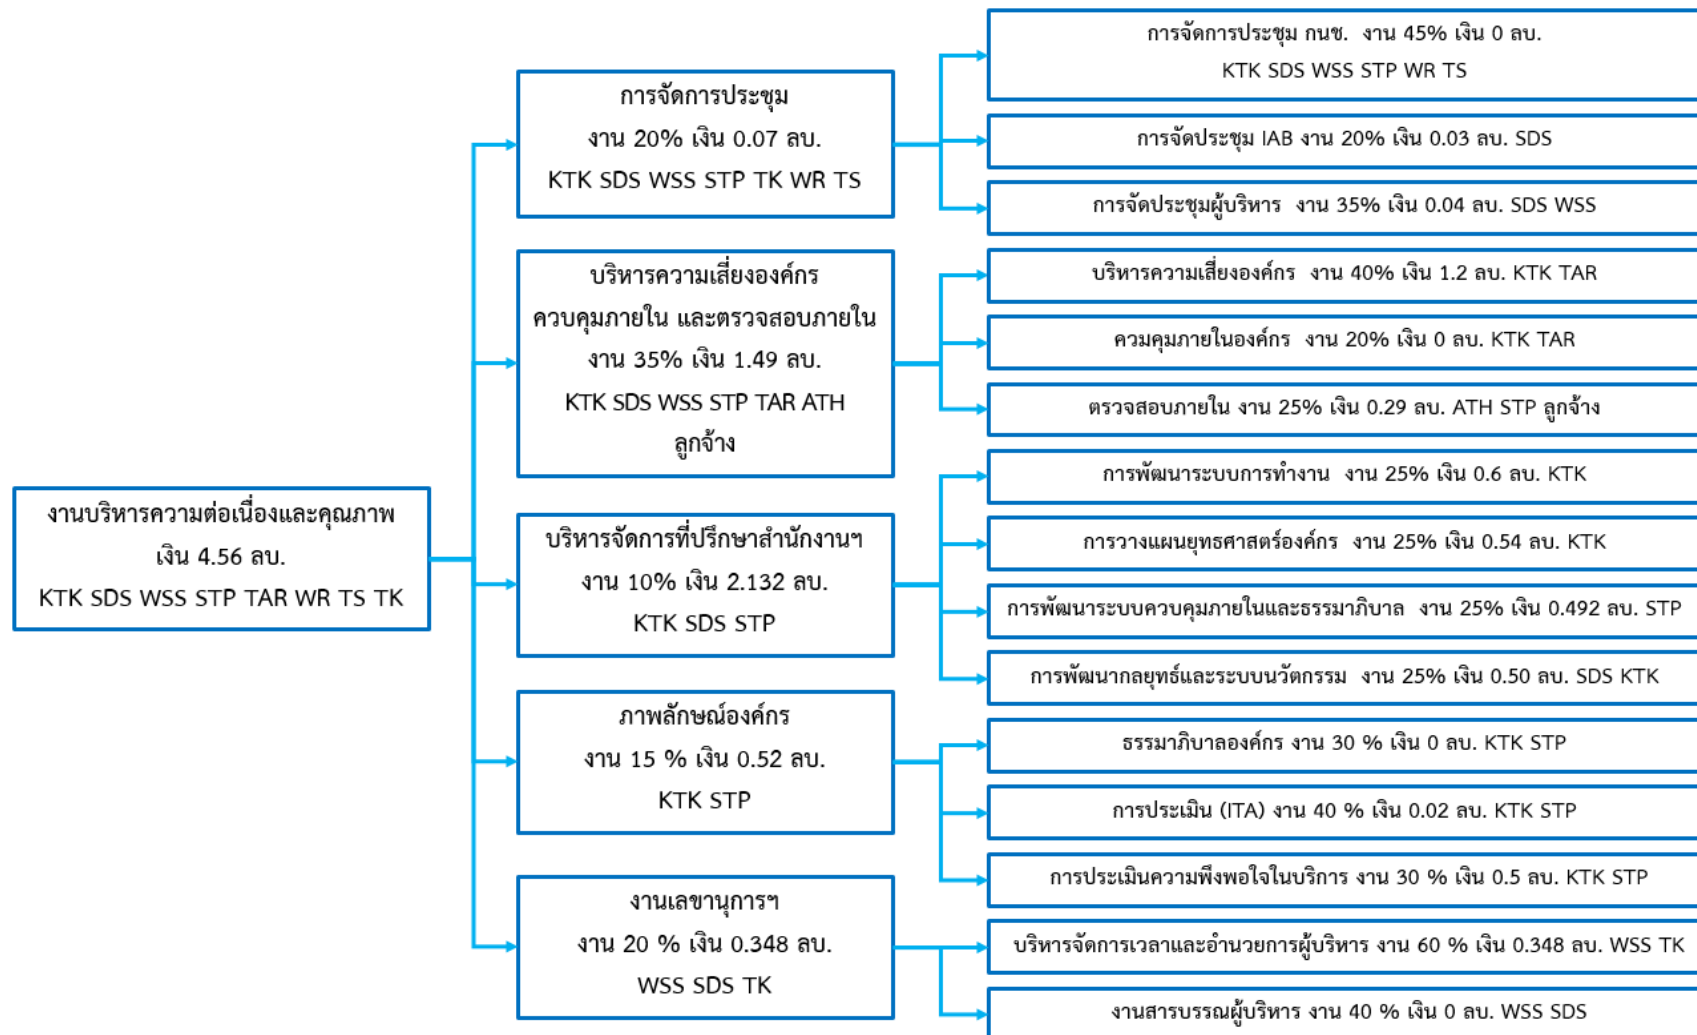 งานบริหารความต่อเนื่องและคุณภาพ
เงิน 4.56 ลบ.
KTK SDS WSS STP TAR WR TS TK
การจัดการประชุม
งาน 20% เงิน 0.07 ลบ.
KTK SDS WSS STP TK WR TS
การจัดการประชุม กนช.  งาน 45% เงิน 0 ลบ.
KTK SDS WSS STP WR TS
การจัดประชุม IAB งาน 20% เงิน 0.03 ลบ. SDS
การจัดประชุมผู้บริหาร  งาน 35% เงิน 0.04 ลบ. SDS WSS
บริหารความเสี่ยงองค์กร
ควบคุมภายใน และตรวจสอบภายใน
งาน 35% เงิน 1.49 ลบ.
KTK SDS WSS STP TAR ATH
ลูกจ้าง
บริหารความเสี่ยงองค์กร  งาน 40% เงิน 1.2 ลบ. KTK TAR
ควมคุมภายในองค์กร  งาน 20% เงิน 0 ลบ. KTK TAR
ตรวจสอบภายใน งาน 25% เงิน 0.29 ลบ. ATH STP ลูกจ้าง
บริหารจัดการที่ปรึกษาสำนักงานฯ
งาน 10% เงิน 2.132 ลบ.
KTK SDS STP
การพัฒนาระบบการทำงาน  งาน 25% เงิน 0.6 ลบ. KTK
การวางแผนยุทธศาสตร์องค์กร  งาน 25% เงิน 0.54 ลบ. KTK
การพัฒนาระบบควบคุมภายในและธรรมาภิบาล  งาน 25% เงิน 0.492 ลบ. STP
การพัฒนากลยุทธ์และระบบนวัตกรรม  งาน 25% เงิน 0.50 ลบ. SDS KTK
ภาพลักษณ์องค์กร
งาน 15 % เงิน 0.52 ลบ.
KTK STP
ธรรมาภิบาลองค์กร งาน 30 % เงิน 0 ลบ. KTK STP
การประเมิน (ITA) งาน 40 % เงิน 0.02 ลบ. KTK STP
การประเมินความพึงพอใจในบริการ งาน 30 % เงิน 0.5 ลบ. KTK STP
งานเลขานุการฯ
งาน 20 % เงิน 0.348 ลบ.
WSS SDS TK
บริหารจัดการเวลาและอำนวยการผู้บริหาร งาน 60 % เงิน 0.348 ลบ. WSS TK
งานสารบรรณผู้บริหาร งาน 40 % เงิน 0 ลบ. WSS SDS